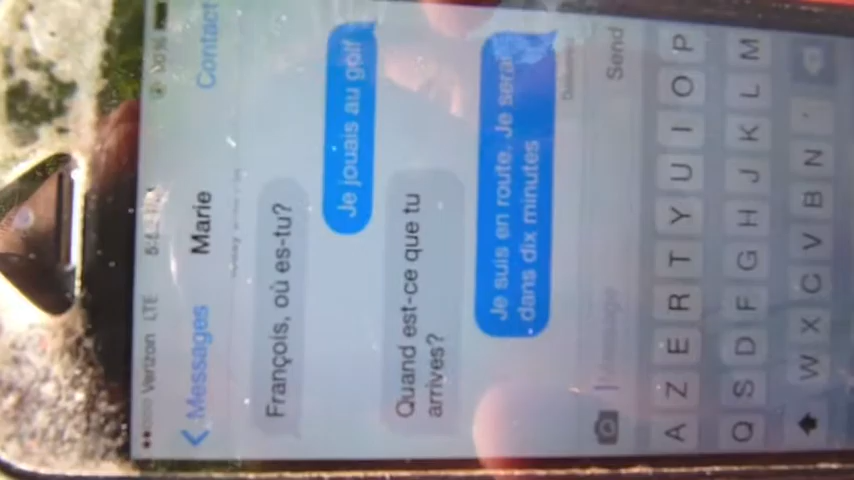 Verizon LTE
Messages
Marie
Contact
François, où es-tu?
Je jouais au golf
Quand est-ce que tu
arrives?
Je suis en route. Je serai
dans dix minutes
Send
A Z E R T Y U I O P
Q S D F G H J K L M
W X C V B N '